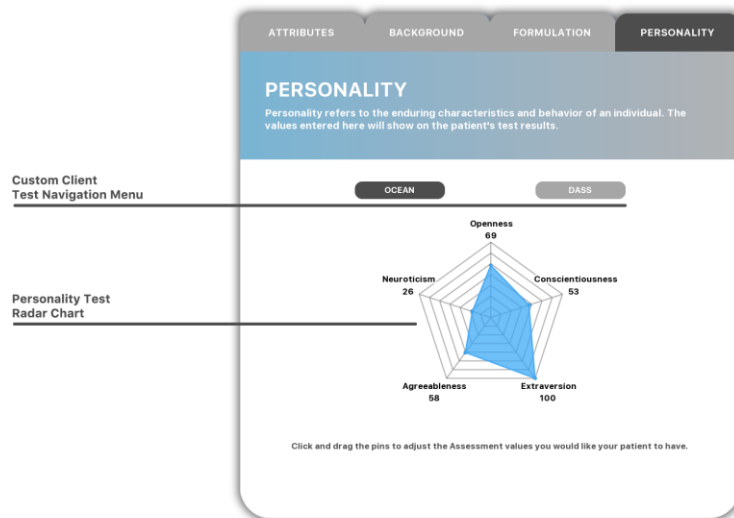 ATTRIBUTES
BACKGROUND
FORMULATION
PERSONALITY
PERSONALITY
Personality refers to the enduring characteristics and behavior of an individual. The
values entered here will show on the patient's test results.
Custom Client
Test Navigation Menu
OCEAN
DASS
Openness
69
Neuroticism
26
Conscientiousness
53
Personality Test
Radar Chart
Agreeableness
58
Extraversion
100
Click and drag the pins to adjust the Assessment values you would like your patient to have.